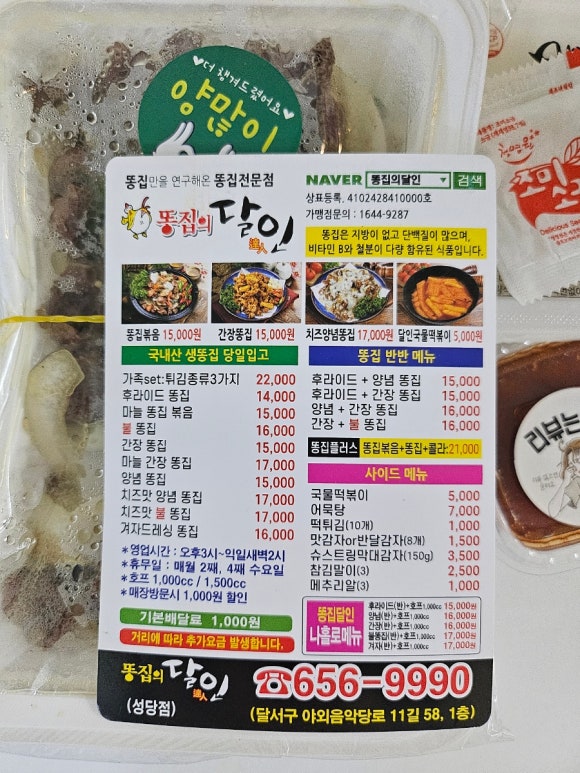 더 챙겨드렸어요
양많이
똥집만을 연구해온 똥집전문점
똥집의 달인
達人
NAVER 똥집의달인 검색
상표등록. 4102428410000호
가맹점문의 : 1644-9287
똥집은 지방이 없고 단백질이 많으며,
비타민 B와 철분이 다량 함유된 식품입니다.
똥집볶음 15,000원
간장똥집 15,000원
치즈양념똥집 17,000원
달인국물떡볶이 5,000원
국내산 생똥집 당일입고
가족set:튀김종류3가지 22,000
후라이드 똥집 14,000
마늘 똥집 볶음 15,000
불 똥집 16,000
간장 똥집 15,000
마늘 간장 똥집 17,000
양념 똥집 15,000
치즈맛 양념 똥집 17,000
치즈맛 불 똥집 17,000
겨자드레싱 똥집 16,000
*영업시간 : 오후3시~익일새벽2시
*휴무일 : 매월 2째, 4째 수요일
*호프 1,000cc / 1,500cc
*매장방문시 1,000원 할인
기본배달료 1,000원
거리에 따라 추가요금 발생합니다.
똥집 반반 메뉴
후라이드 + 양념 똥집 15,000
후라이드 + 간장 똥집 15,000
양념 + 간장 똥집 16,000
간장 + 불 똥집 16,000
똥집플러스 똥집볶음+똥집+콜라:21,000
사이드 메뉴
국물떡볶이 5,000
어묵탕 7,000
떡튀김(10개) 1,000
맛감자or반달감자(8개) 1,500
슈스트링막대감자(150g) 3,500
참김말이(3) 2,500
메추리알(3) 1,000
똥집달인
나홀로메뉴
후라이드(반)+호프1,000cc 15,000원
양념(반)+호프1,000cc 16,000원
간장(반)+호프1,000cc 16,000원
불똥집(반)+호프1,000cc 17,000원
겨자(반)+호프1,000cc 17,000원
똥집의 달인
達人
(성당점)
☎656-9990
(달서구 야외음악당로 11길 58, 1층)
조미
소
Delicious
리뷰는